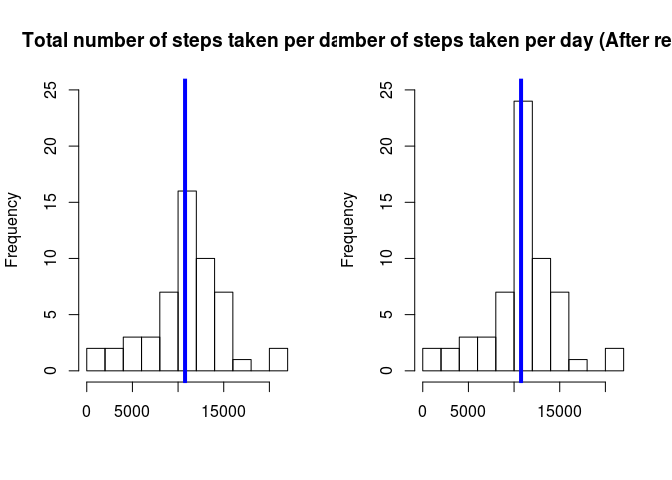 Total number of steps taken per da
mber of steps taken per day (After re
25
20
15
10
5
0
Frequency
0 5000 15000
25
20
15
10
5
0
Frequency
0 5000 15000